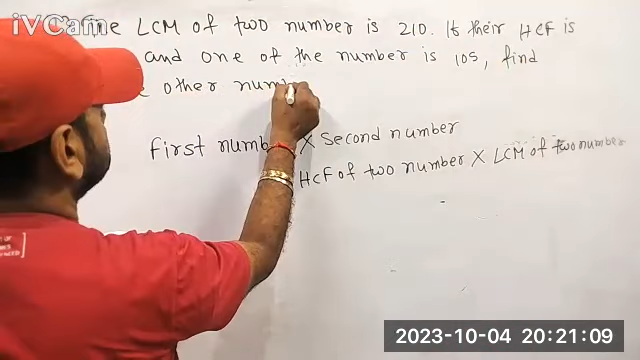 iVCam
The LCM of two number is 210. If their HCF is
and one of the number is 105, find
other num
First numb X Second number
HCF of two number X LCM of two number
2023-10-04 20:21:09